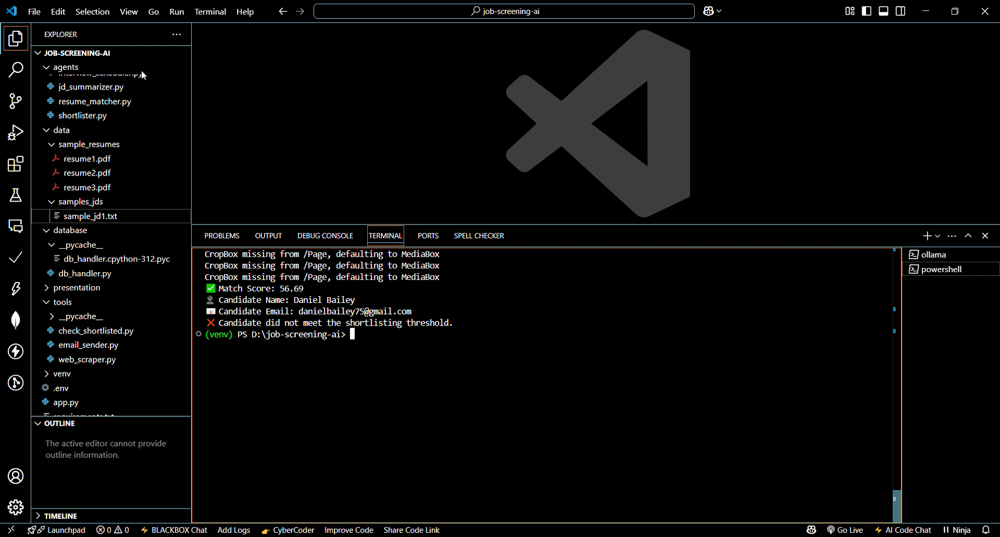 File Edit Selection View Go Run Terminal Help
job-screening-ai
EXPLORER
JOB-SCREENING-AI
agents
interview_scheduler.py
jd_summarizer.py
resume_matcher.py
shortlister.py
data
sample_resumes
resume1.pdf
resume2.pdf
resume3.pdf
samples_jds
sample_jd1.txt
database
__pycache__
db_handler.cpython-312.pyc
db_handler.py
presentation
tools
__pycache__
check_shortlisted.py
email_sender.py
web_scraper.py
venv
.env
app.py
OUTLINE
The active editor cannot provide
outline information.
TIMELINE
PROBLEMS OUTPUT DEBUG CONSOLE TERMINAL PORTS SPELL CHECKER
CropBox missing from /Page, defaulting to MediaBox
CropBox missing from /Page, defaulting to MediaBox
CropBox missing from /Page, defaulting to MediaBox
✅ Match Score: 56.69
Candidate Name: Daniel Bailey
Candidate Email: danielbailey75@gmail.com
❌ Candidate did not meet the shortlisting threshold.
(venv) PS D:\job-screening-ai>
ollama
powershell
Launchpad 0 0 BLACKBOX Chat Add Logs CyberCoder Improve Code Share Code Link Go Live AI Code Chat Ninja